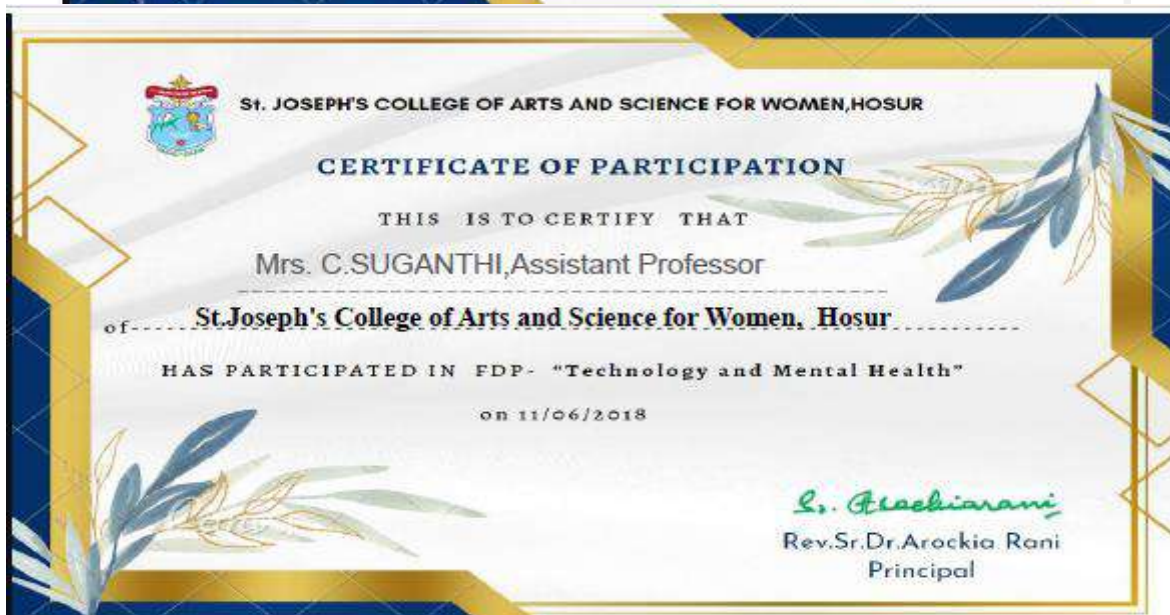 St. JOSEPH'S COLLEGE OF ARTS AND SCIENCE FOR WOMEN,HOSUR
CERTIFICATE OF PARTICIPATION
THIS IS TO CERTIFY THAT
Mrs. C.SUGANTHI,Assistant Professor
of St.Joseph's College of Arts and Science for Women, Hosur
HAS PARTICIPATED IN FDP- “Technology and Mental Health”
on 11/06/2018
S. Arockiarani
Rev.Sr.Dr.Arockia Rani
Principal